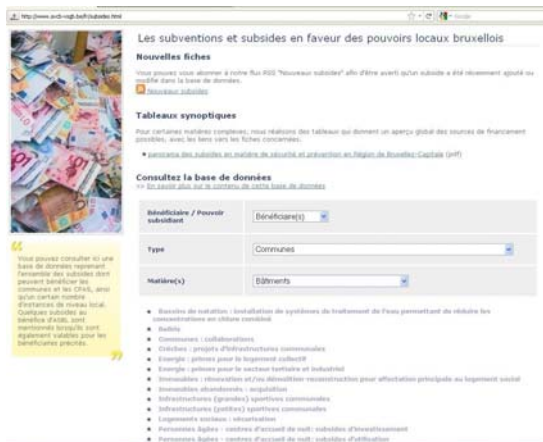 http://www.avcb-vsgb.be/fr/subsides.html
Google
Les subventions et subsides en faveur des pouvoirs locaux bruxellois
Nouvelles fiches
Vous pouvez vous abonner à notre flux RSS "Nouveaux subsides" afin d'être averti qu'un subside a été récemment ajouté ou
modifié dans la base de données.
Nouveaux subsides
Tableaux synoptiques
Pour certaines matières complexes, nous réalisons des tableaux qui donnent un aperçu global des sources de financement
possibles, avec les liens vers les fiches concernées.
panorama des subsides en matière de sécurité et prévention en Région de Bruxelles-Capitale (pdf)
Consultez la base de données
>> En savoir plus sur le contenu de cette base de données
Bénéficiaire / Pouvoir
subsidiant
Bénéficiaire(s)
Type
Communes
Matière(s)
Bâtiments
Vous pouvez consulter ici une
base de données reprenant
l'ensemble des subsides dont
peuvent bénéficier les
communes et les CPAS, ainsi
qu'un certain nombre
d'instances de niveau local.
Quelques subsides au
bénéfice d'ASBL sont
mentionnés lorsqu'ils sont
également valables pour les
bénéficiaires précités.
Bassins de natation : installation de systèmes de traitement de l'eau permettant de réduire les
concentrations en chlore combiné
Beliris
Communes : collaborations
Crèches : projets d'infrastructures communales
Energie : primes pour le logement collectif
Energie : primes pour le secteur tertiaire et industriel
Immeubles : rénovation et/ou démolition reconstruction pour affectation principale au logement social
Immeubles abandonnés : acquisition
Infrastructures (grandes) sportives communales
Infrastructures (petites) sportives communales
Logements sociaux : sécurisation
Personnes âgées - centres d'accueil de nuit: subsides d'investissement
Personnes âgées - centres d'accueil de nuit: subsides d'utilisation